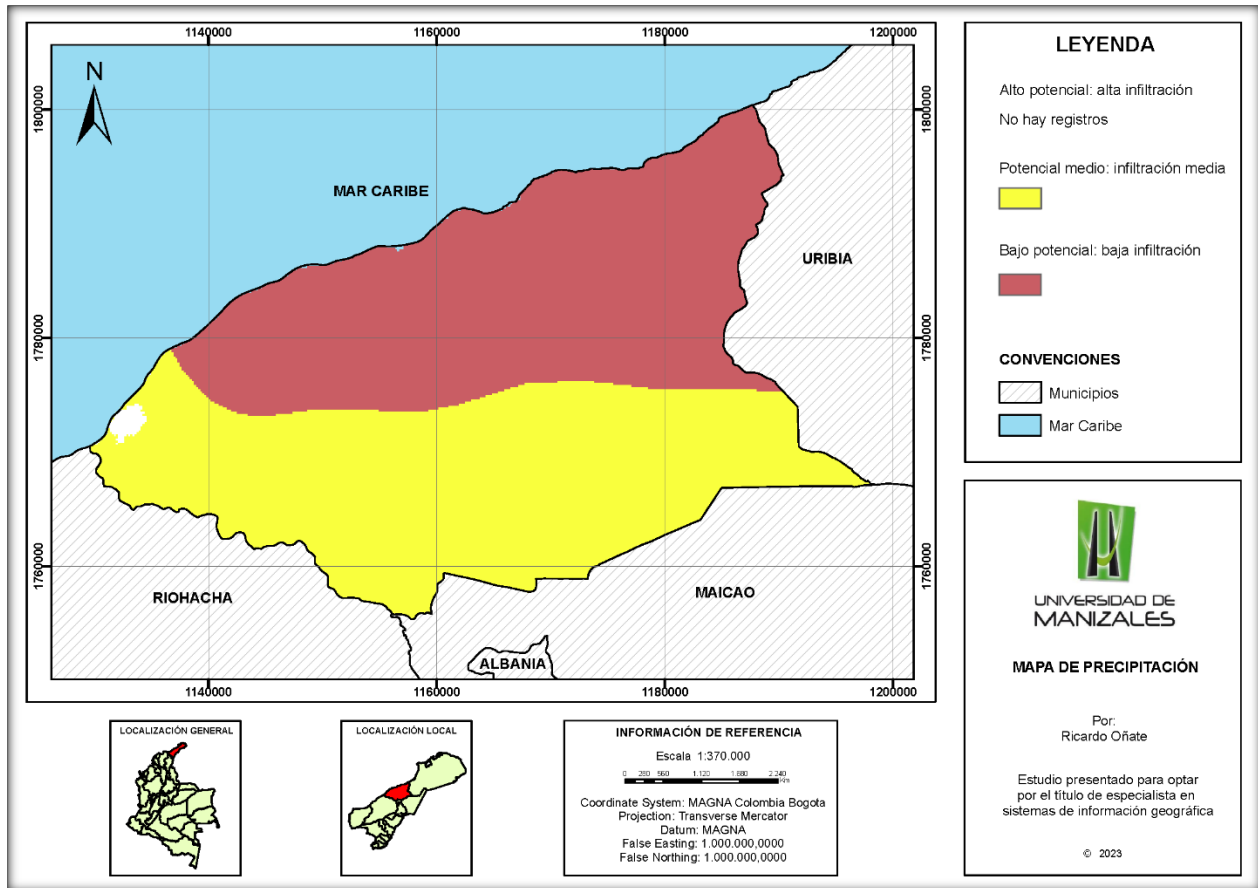 1140000
1160000
1180000
1200000
N
1800000
1800000
MAR CARIBE
URIBIA
1780000
1780000
1760000
1760000
RIOHACHA
MAICAO
ALBANIA
1140000
1160000
1180000
1200000
LEYENDA
Alto potencial: alta infiltración
No hay registros
Potencial medio: infiltración media
Bajo potencial: baja infiltración
CONVENCIONES
Municipios
Mar Caribe
UNIVERSIDAD DE
MANIZALES
MAPA DE PRECIPITACIÓN
Por:
Ricardo Oñate
Estudio presentado para optar
por el título de especialista en
sistemas de información geográfica
© 2023
LOCALIZACIÓN GENERAL
LOCALIZACIÓN LOCAL
INFORMACIÓN DE REFERENCIA
Escala 1:370.000
0 280 560 1.120 1.680 2.240
Km
Coordinate System: MAGNA Colombia Bogota
Projection: Transverse Mercator
Datum: MAGNA
False Easting: 1.000.000,0000
False Northing: 1.000.000,0000